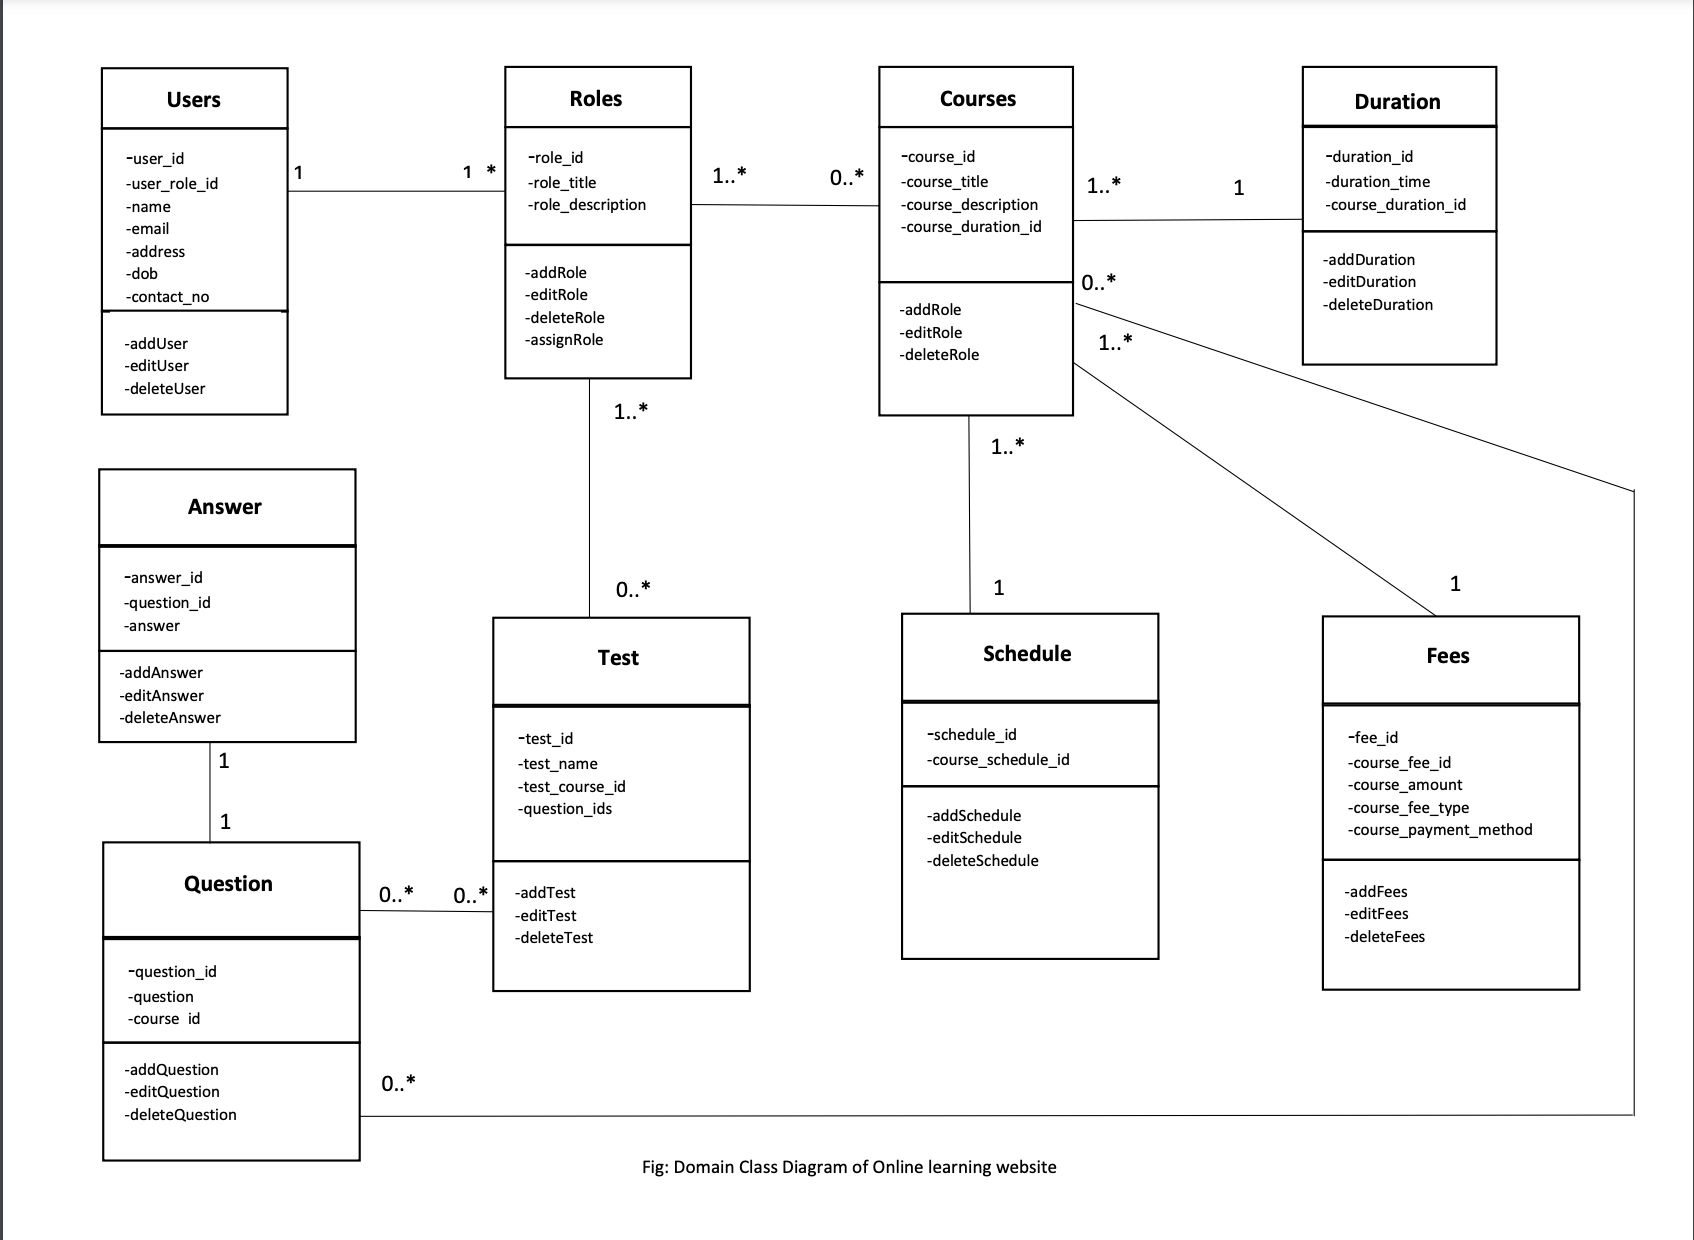 Users
-user_id
-user_role_id
-name
-email
-address
-dob
-contact_no
-addUser
-editUser
-deleteUser
1
1 *
Roles
-role_id
-role_title
-role_description
-addRole
-editRole
-deleteRole
-assignRole
1..*
0..*
Courses
-course_id
-course_title
-course_description
-course_duration_id
-addRole
-editRole
-deleteRole
1..*
1
Duration
-duration_id
-duration_time
-course_duration_id
-addDuration
-editDuration
-deleteDuration
0..*
1..*
1..*
1..*
0..*
1
1
Answer
-answer_id
-question_id
-answer
-addAnswer
-editAnswer
-deleteAnswer
1
1
Test
-test_id
-test_name
-test_course_id
-question_ids
-addTest
-editTest
-deleteTest
Schedule
-schedule_id
-course_schedule_id
-addSchedule
-editSchedule
-deleteSchedule
Fees
-fee_id
-course_fee_id
-course_amount
-course_fee_type
-course_payment_method
-addFees
-editFees
-deleteFees
Question
-question_id
-question
-course id
-addQuestion
-editQuestion
-deleteQuestion
0..*
0..*
0..*
Fig: Domain Class Diagram of Online learning website